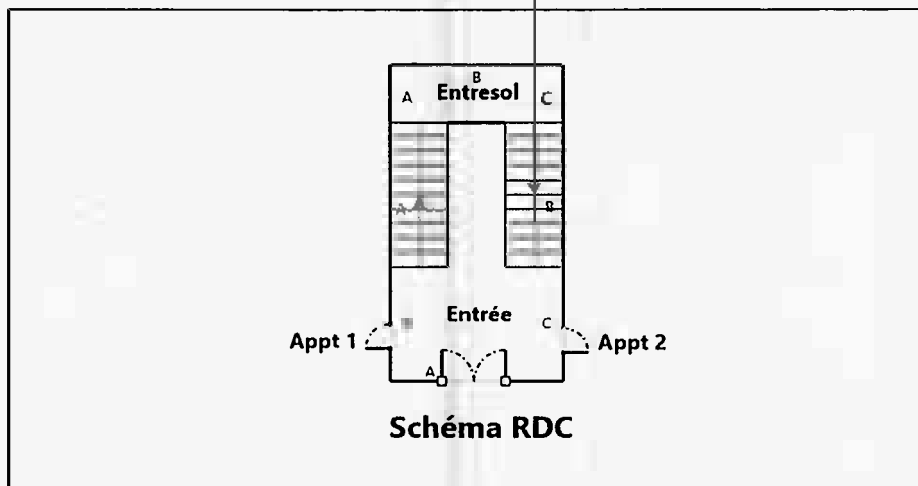 B
A Entresol C
A B
B Entrée C
Appt 1 Appt 2
A
Schéma RDC